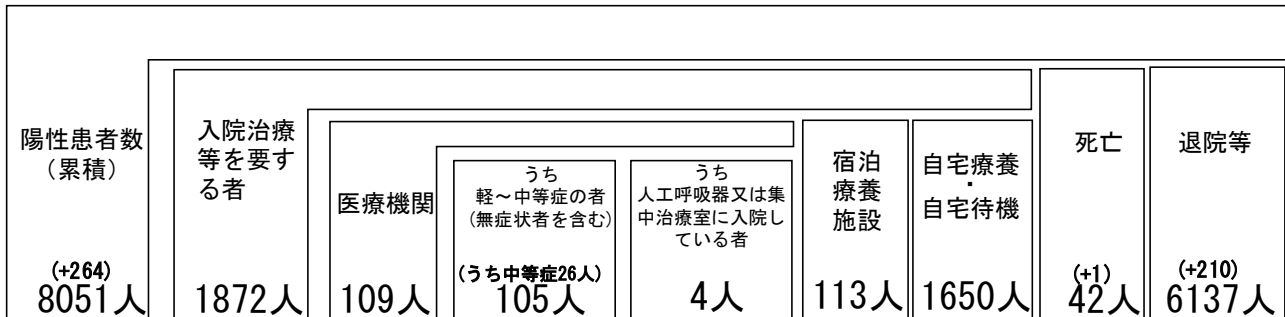 陽性患者数
（累積）
(+264)
8051人
入院治療
等を要す
る者
1872人
医療機関
109人
うち
軽～中等症の者
（無症状者を含む）
(うち中等症26人)
105人
うち
人工呼吸器又は集
中治療室に入院し
ている者
4人
宿泊
療養
施設
113人
自宅療養
・
自宅待機
1650人
死亡
(+1)
42人
退院等
(+210)
6137人